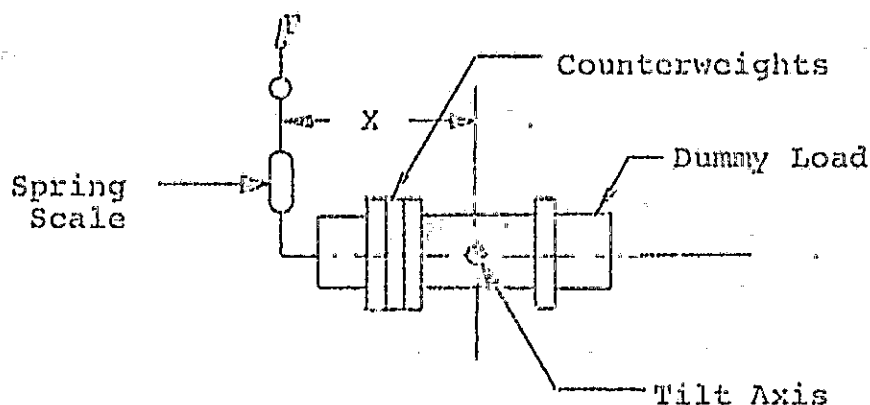 F
Counterweights
X
Dummy Load
Spring
Scale
Tilt Axis